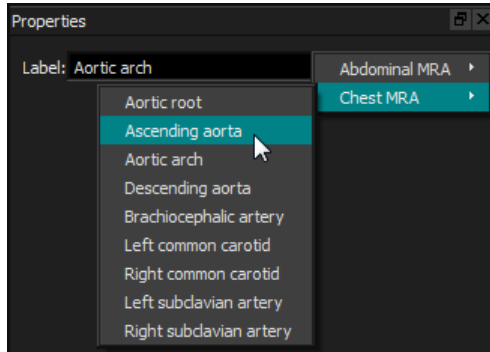 Properties
Label: Aortic arch
Abdominal MRA
Chest MRA
Aortic root
Ascending aorta
Aortic arch
Descending aorta
Brachiocephalic artery
Left common carotid
Right common carotid
Left subclavian artery
Right subclavian artery